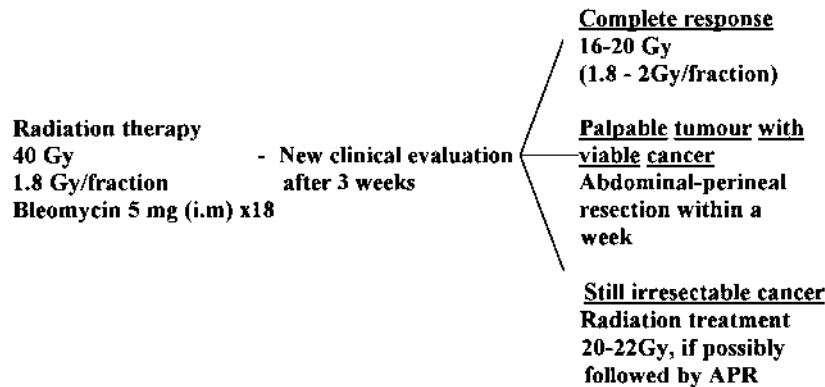 Radiation therapy
40 Gy
1.8 Gy/fraction
Bleomycin 5 mg (i.m) x18
- New clinical evaluation
after 3 weeks
Complete response
16-20 Gy
(1.8 - 2Gy/fraction)
Palpable tumour with
viable cancer
Abdominal-perineal
resection within a
week
Still irresectable cancer
Radiation treatment
20-22Gy, if possibly
followed by APR